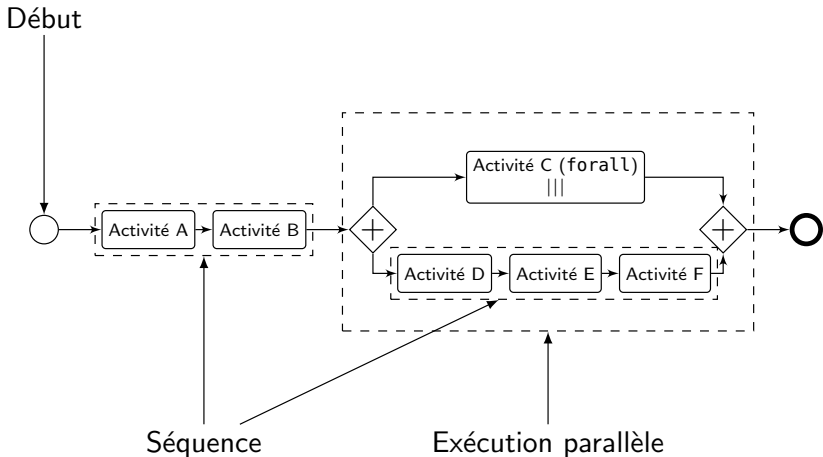 Début
Activité C (forall)
|||
Activité A
Activité B
Activité D
Activité E
Activité F
Séquence
Exécution parallèle